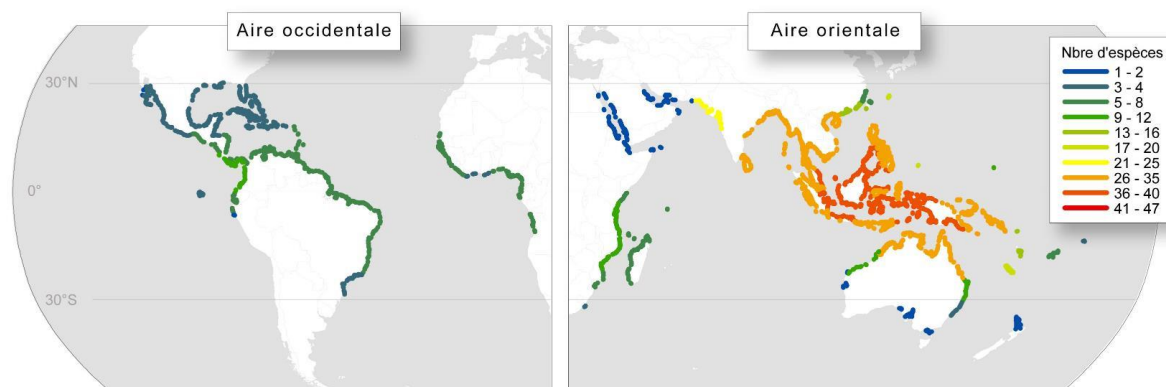 Aire occidentale
Aire orientale
30°N
0°
30°S
Nbre d'espèces
1 - 2
3 - 4
5 - 8
9 - 12
13 - 16
17 - 20
21 - 25
26 - 35
36 - 40
41 - 47